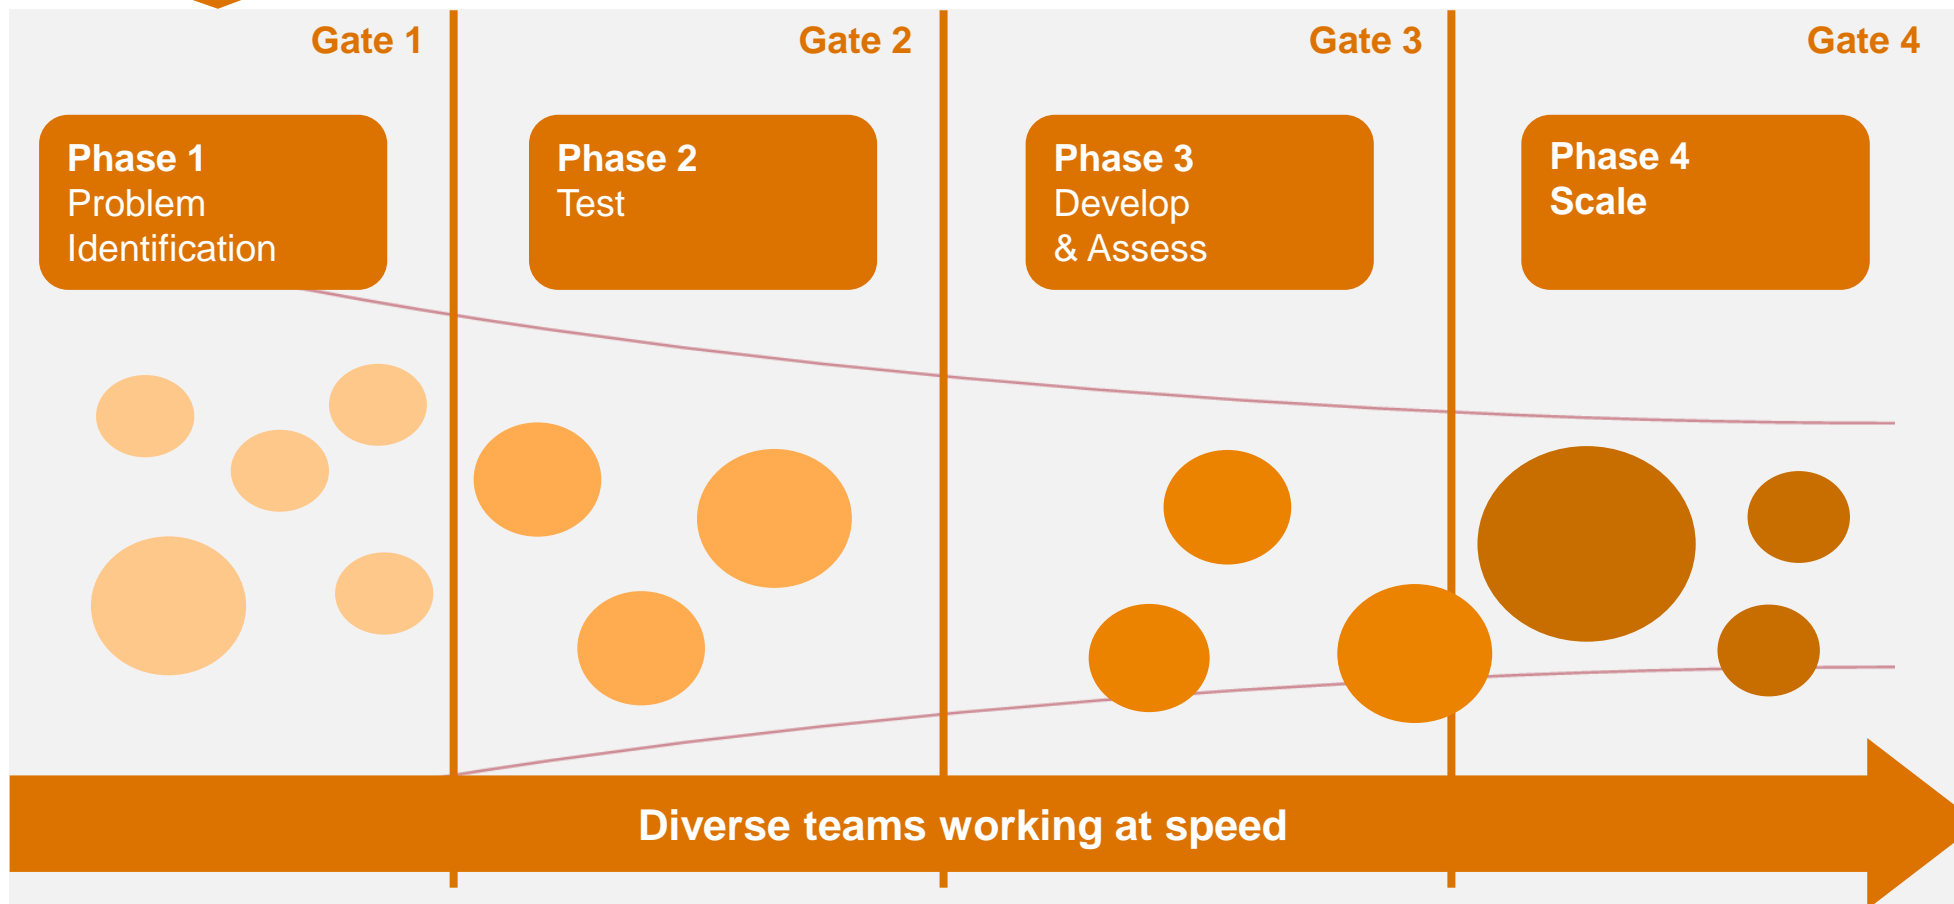 Gate 1
Gate 2
Gate 3
Gate 4
Phase 1
Problem
Identification
Phase 2
Test
Phase 3
Develop
& Assess
Phase 4
Scale
Diverse teams working at speed